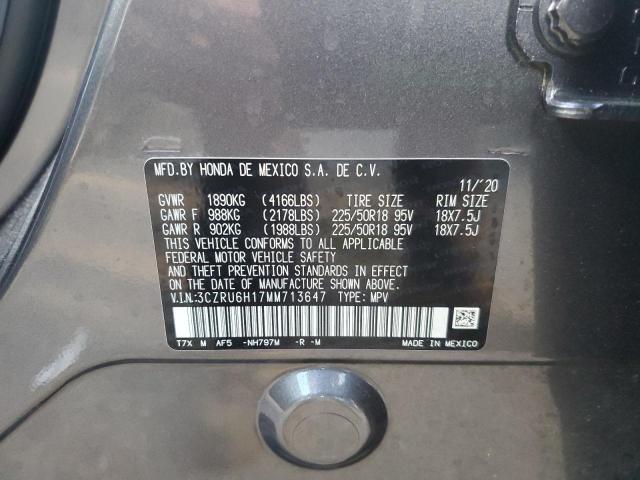 MFD.BY HONDA DE MEXICO S.A. DE C.V.
11/'20
GVWR 1890KG (4166LBS) TIRE SIZE RIM SIZE
GAWR F 988KG (2178LBS) 225/50R18 95V 18X7.5J
GAWR R 902KG (1988LBS) 225/50R18 95V 18X7.5J
THIS VEHICLE CONFORMS TO ALL APPLICABLE
FEDERAL MOTOR VEHICLE SAFETY
AND THEFT PREVENTION STANDARDS IN EFFECT
ON THE DATE OF MANUFACTURE SHOWN ABOVE.
V.I.N:3CZRU6H17MM713647 TYPE: MPV
T7X M AF5 -NH797M -R -M
MADE IN MEXICO